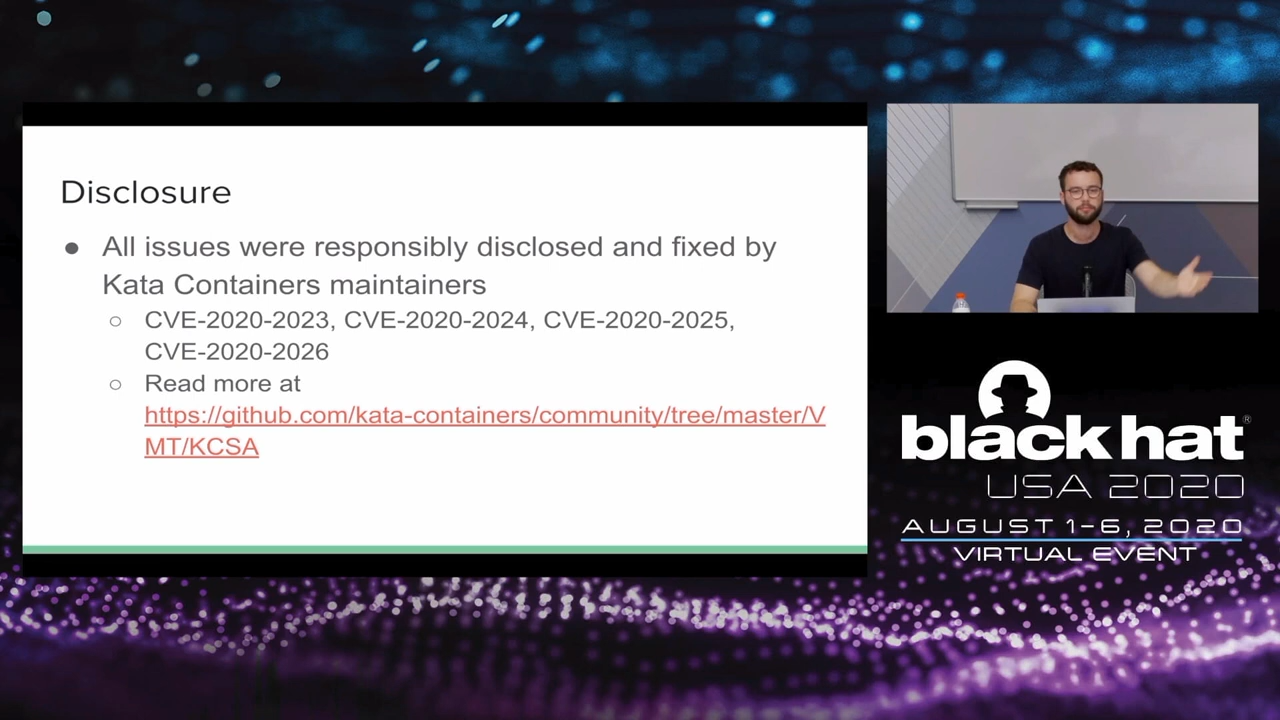 Disclosure
● All issues were responsibly disclosed and fixed by
Kata Containers maintainers
○ CVE-2020-2023, CVE-2020-2024, CVE-2020-2025,
CVE-2020-2026
○ Read more at
https://github.com/kata-containers/community/tree/master/V
MT/KCSA
black hat®
USA 2020
AUGUST 1-6, 2020
VIRTUAL EVENT